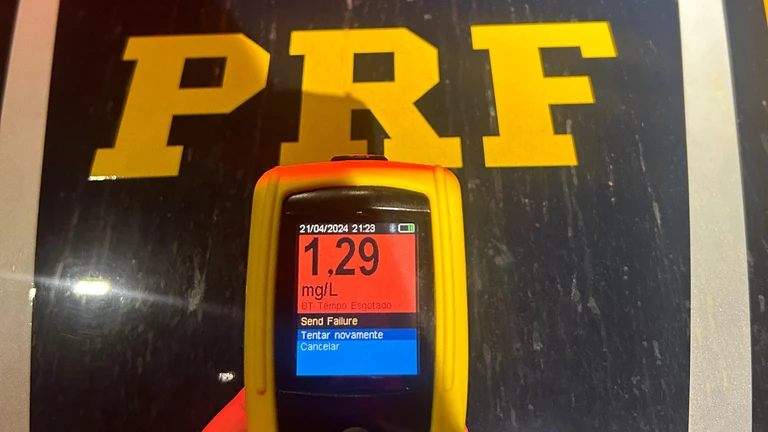 PRF
21/04/2024 21:23
1,29
mg/L
BT Tempo Esgotado
Send Failure
Tentar novamente
Cancelar